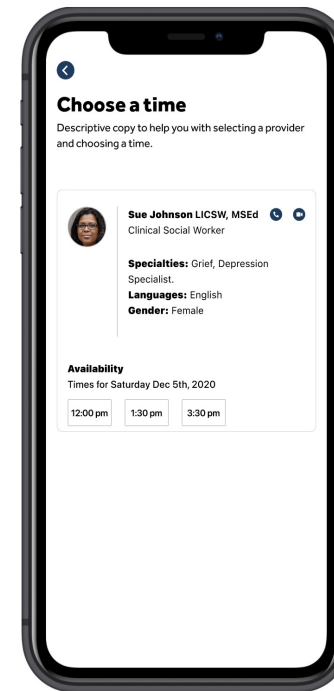 Choose a time
Descriptive copy to help you with selecting a provider
and choosing a time.
Sue Johnson LICSW, MSEd
Clinical Social Worker
Specialties: Grief, Depression
Specialist.
Languages: English
Gender: Female
Availability
Times for Saturday Dec 5th, 2020
12:00 pm 1:30 pm 3:30 pm